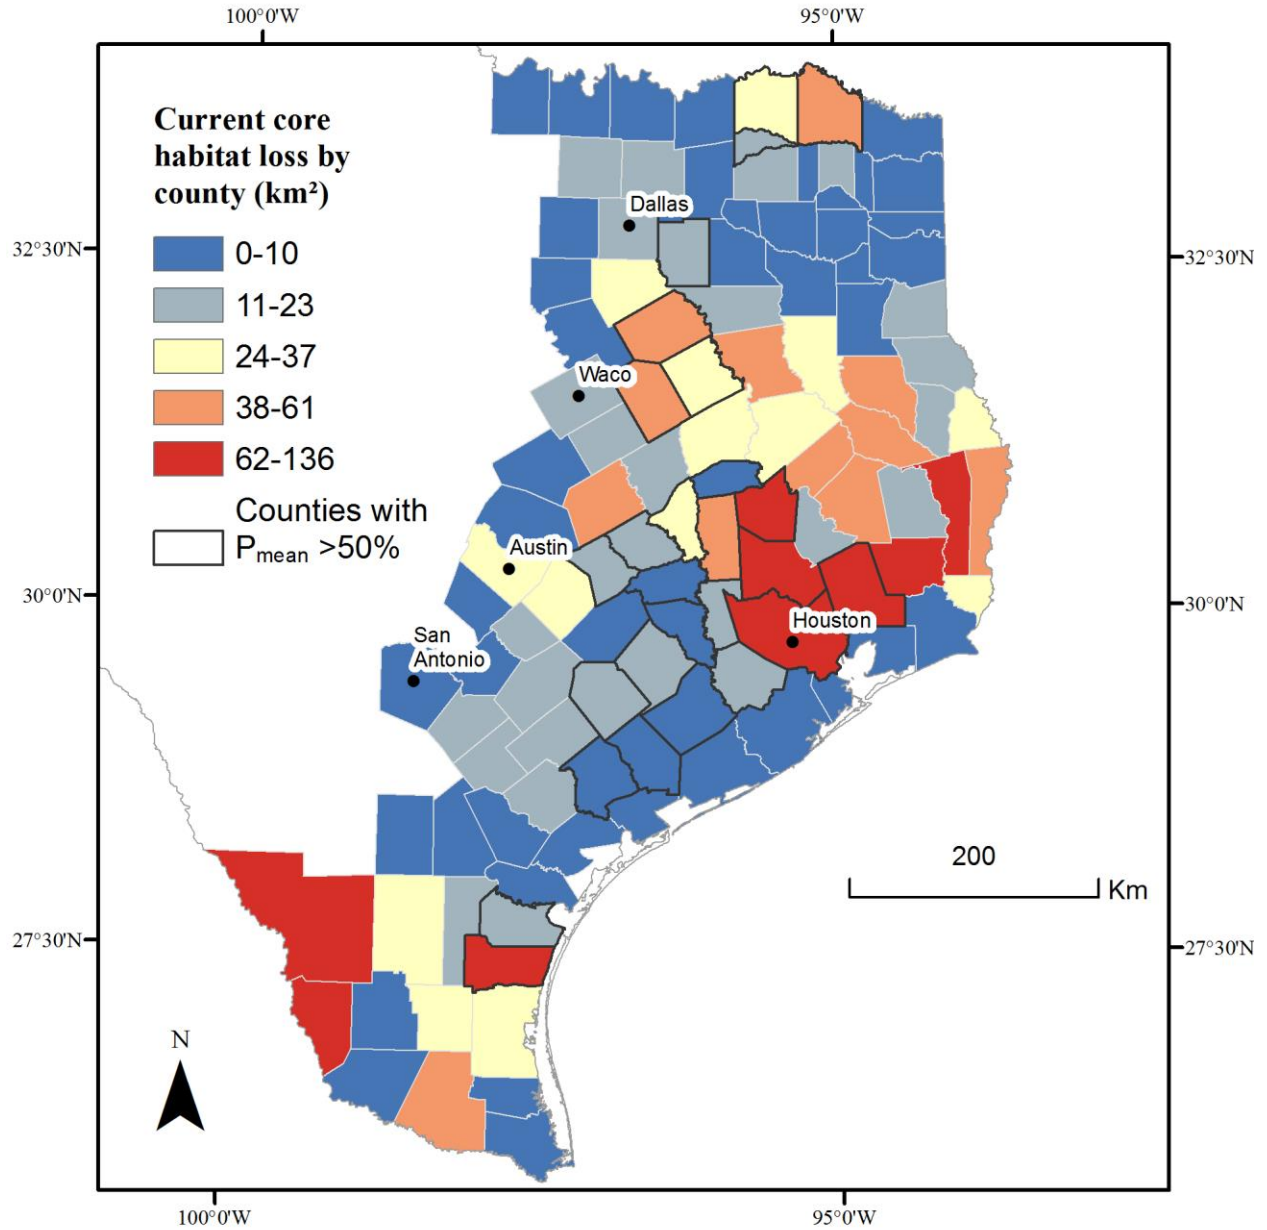 100°0'W 95°0'W
Current core
habitat loss by
county (km²)
0-10
11-23
24-37
38-61
62-136
Counties with
Pmean >50%
Dallas
32°30'N 32°30'N
Waco
Austin
30°0'N 30°0'N
Houston
San
Antonio
200
Km
27°30'N 27°30'N
N
100°0'W 95°0'W